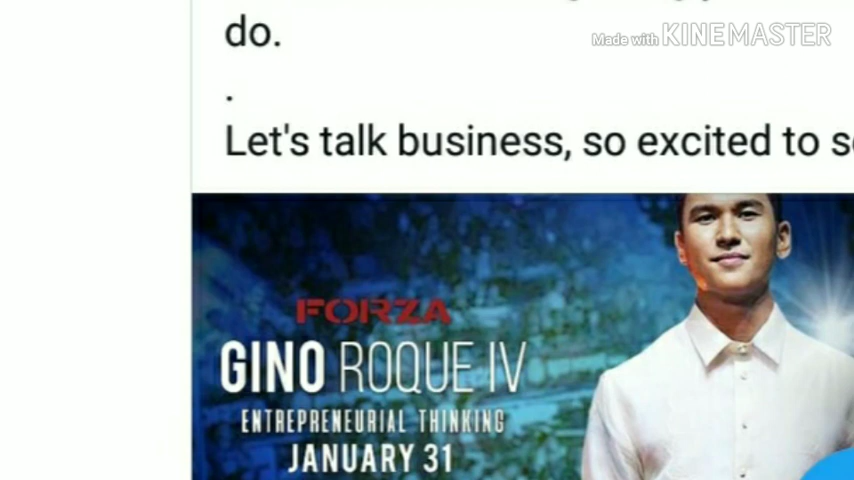 do.
Made with KINEMASTER
.
Let's talk business, so excited to
FORZA
GINO ROQUE IV
ENTREPRENEURIAL THINKING
JANUARY 31